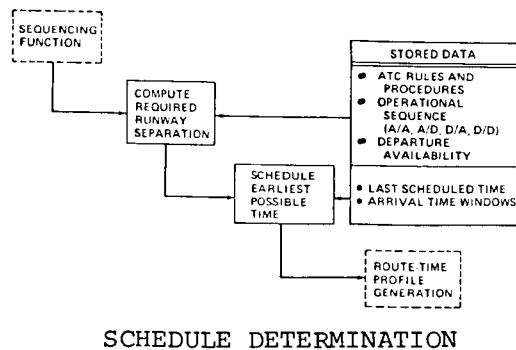 SEQUENCING
FUNCTION
COMPUTE
REQUIRED
RUNWAY
SEPARATION
STORED DATA
● ATC RULES AND
PROCEDURES
● OPERATIONAL
SEQUENCE
(A/A, A/D, D/A, D/D)
● DEPARTURE
AVAILABILITY
SCHEDULE
EARLIEST
POSSIBLE
TIME
● LAST SCHEDULED TIME
● ARRIVAL TIME WINDOWS
ROUTE-TIME
PROFILE
GENERATION
SCHEDULE DETERMINATION